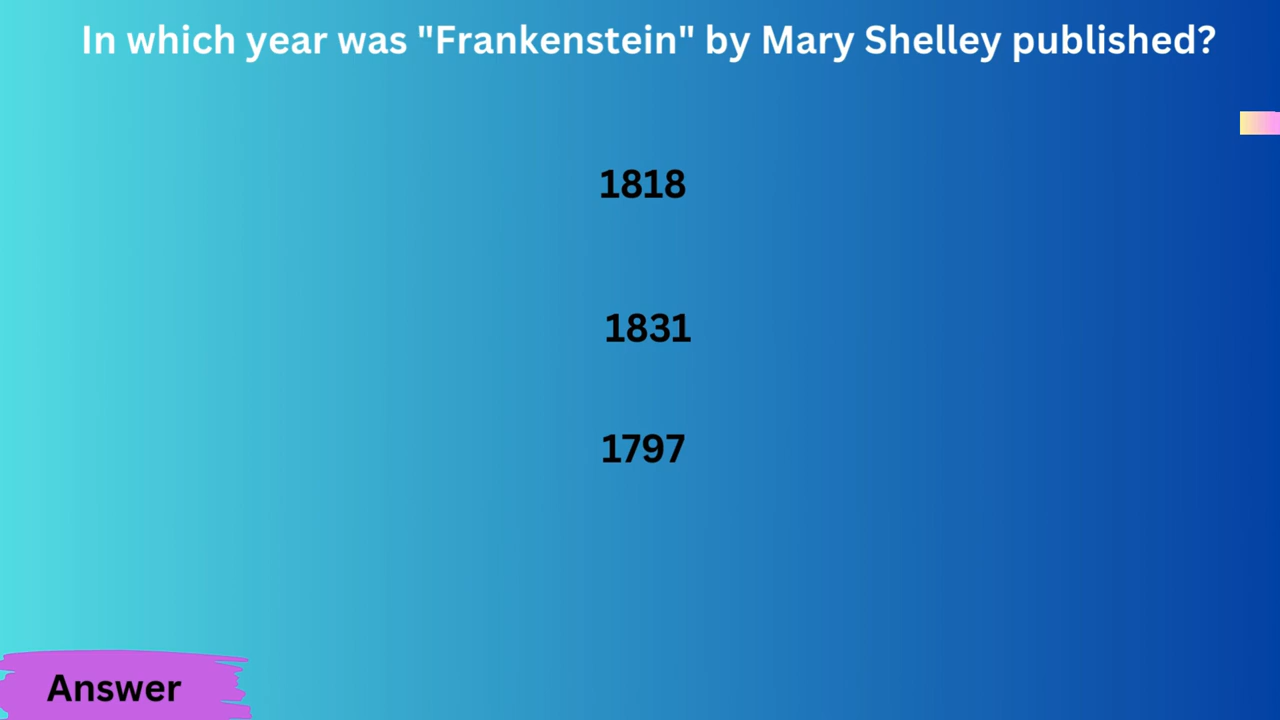 In which year was "Frankenstein" by Mary Shelley published?
1818
1831
1797
Answer